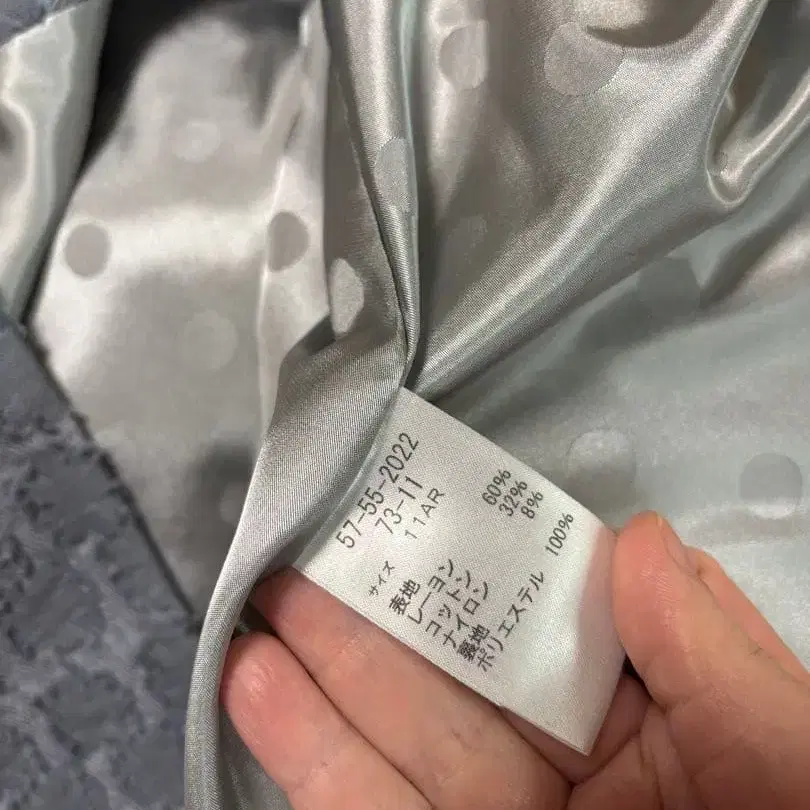 57-55-2022
73-11
サイズ 11AR
表地
レーヨン 60%
コットン 32%
ナイロン 8%
裏地
ポリエステル 100%